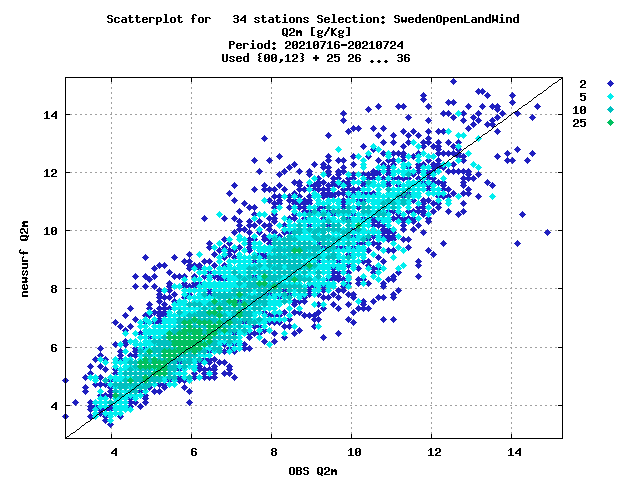 Scatterplot for   34 stations Selection: SwedenOpenLandWind
Q2m [g/Kg]
Period: 20210716-20210724
Used {00,12} + 25 26 ... 36
2
5
10
25
14
12
10
8
6
4
newsurf Q2m
4 6 8 10 12 14
OBS Q2m